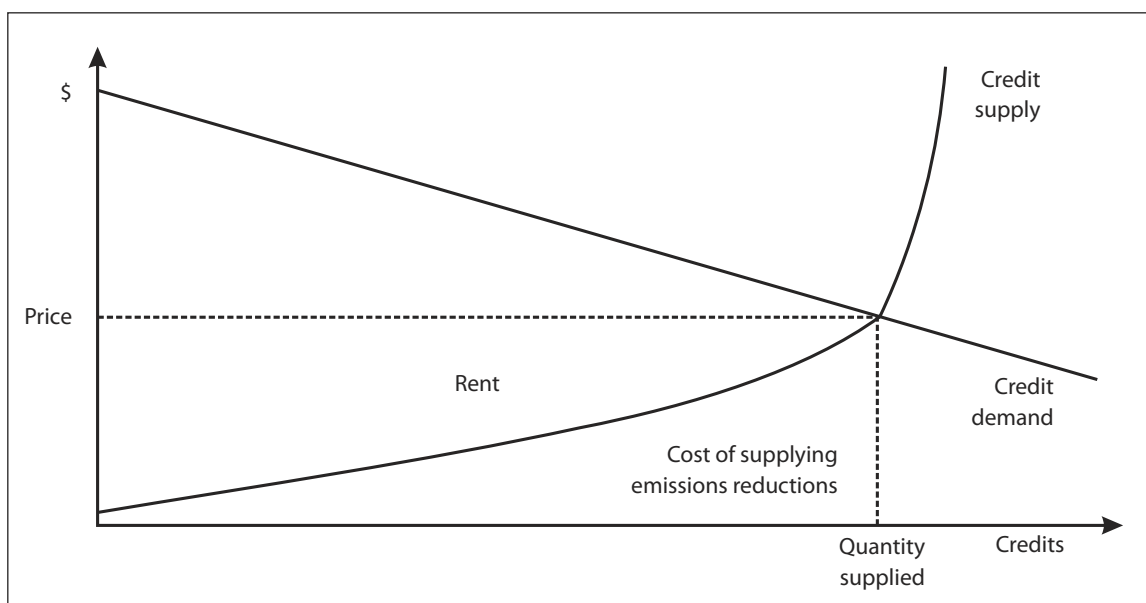 $
Credit
supply
Price
Rent
Credit
demand
Cost of supplying
emissions reductions
Quantity
supplied
Credits